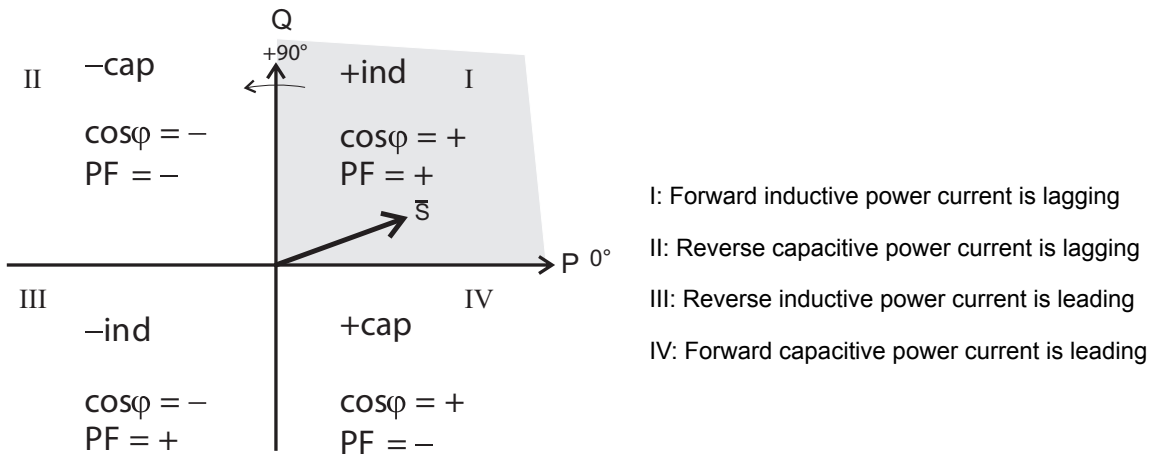 Q
+90°
II
−cap
cosφ = −
PF = −
+ind
I
cosφ = +
PF = +
S̅
P 0°
III
−ind
cosφ = −
PF = +
IV
+cap
cosφ = +
PF = −
I: Forward inductive power current is lagging
II: Reverse capacitive power current is lagging
III: Reverse inductive power current is leading
IV: Forward capacitive power current is leading